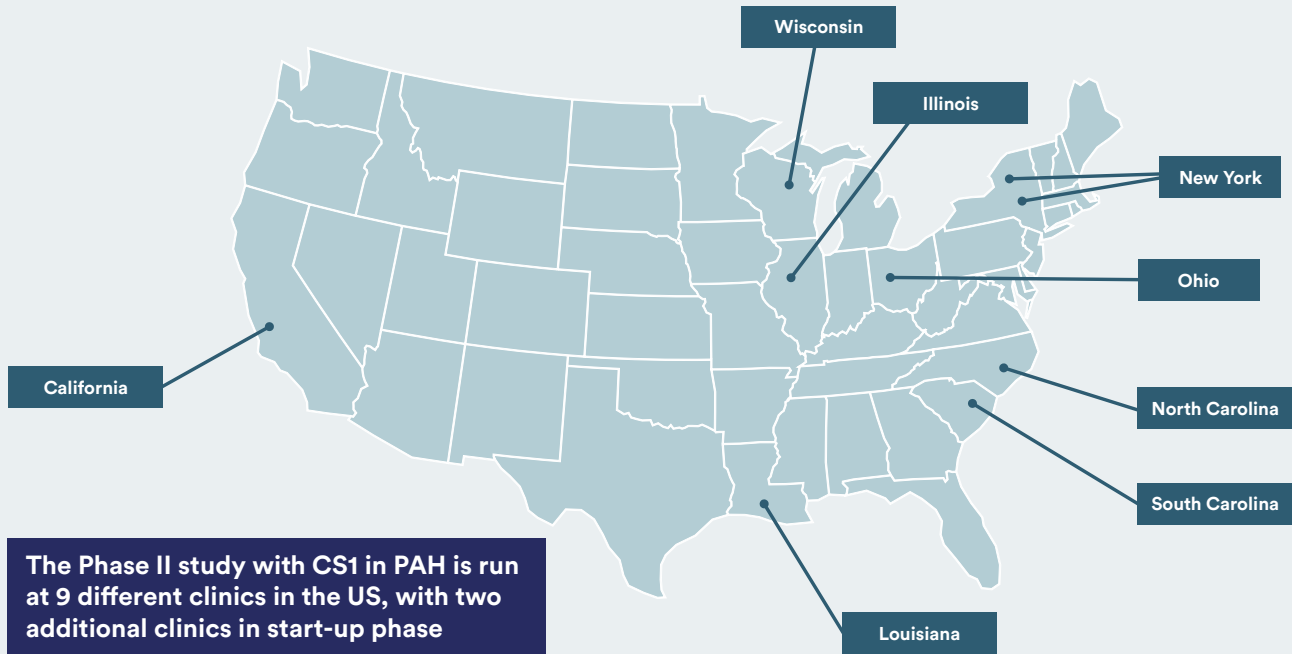 Wisconsin
Illinois
New York
Ohio
California
North Carolina
South Carolina
The Phase II study with CS1 in PAH is run
at 9 different clinics in the US, with two
additional clinics in start-up phase
Louisiana